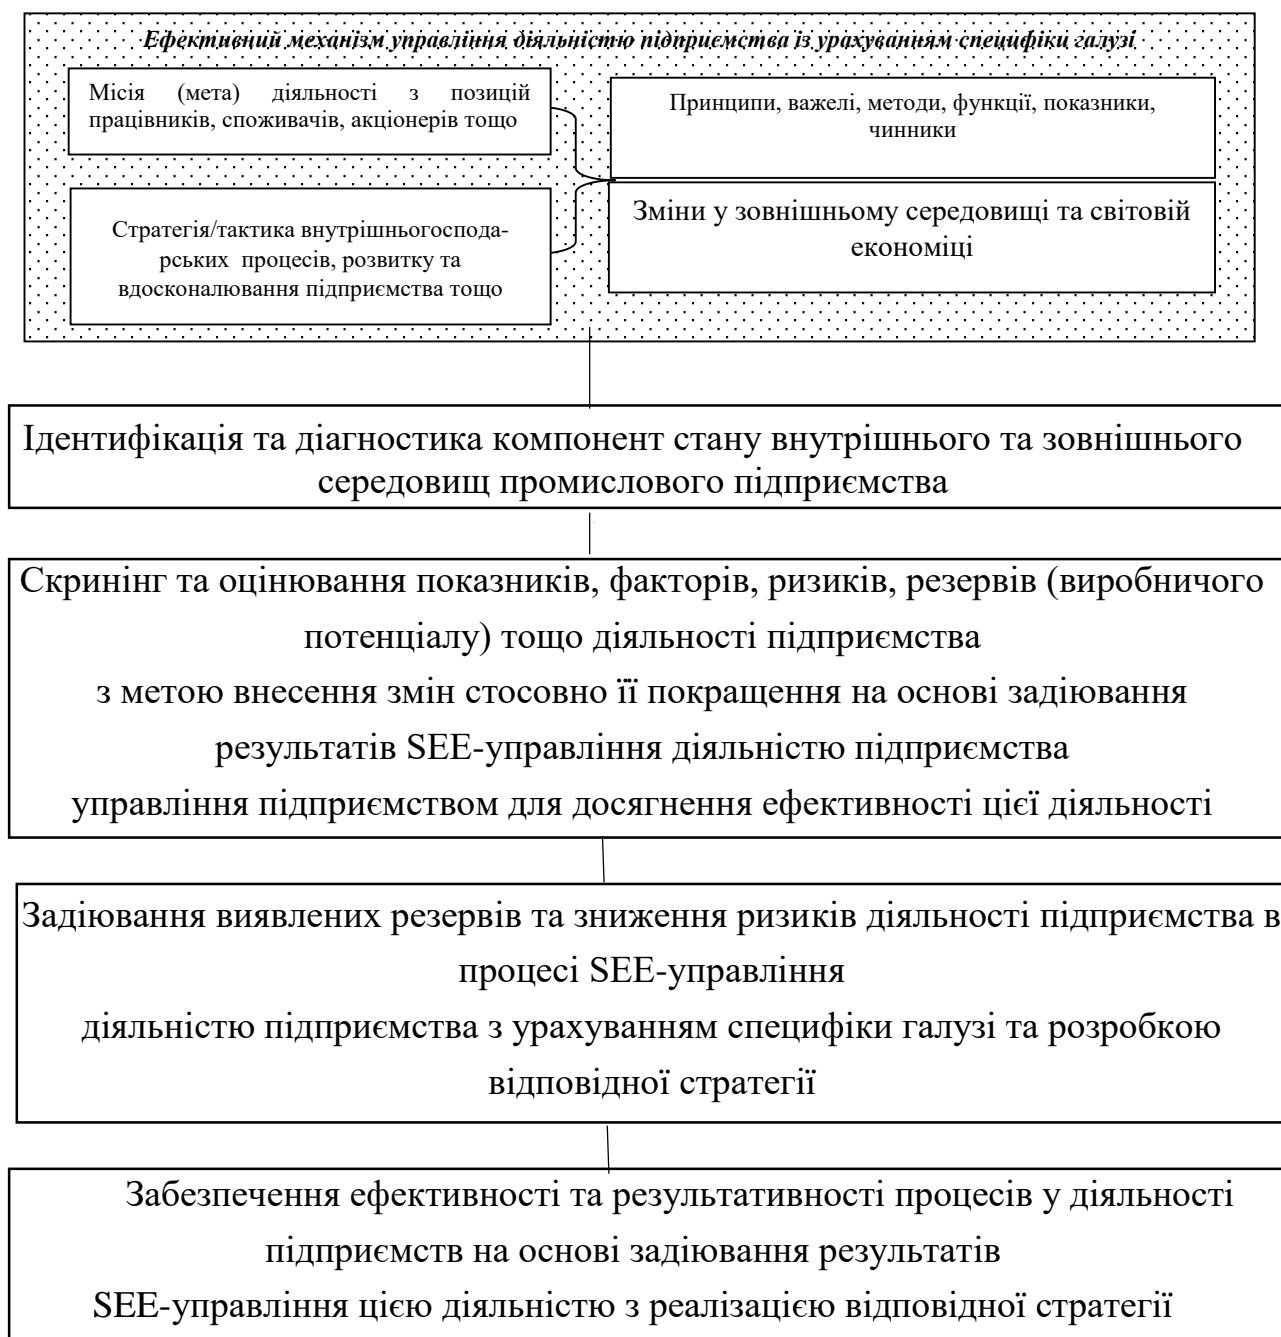 Ефективний механізм управління діяльністю підприємства із урахуванням специфіки галузі
Місія (мета) діяльності з позицій
працівників, споживачів, акціонерів тощо
Принципи, важелі, методи, функції, показники,
чинники
Стратегія/тактика внутрішньогоспода-
рських процесів, розвитку та
вдосконалювання підприємства тощо
Зміни у зовнішньому середовищі та світовій
економіці
Ідентифікація та діагностика компонент стану внутрішнього та зовнішнього
середовищ промислового підприємства
Скринінг та оцінювання показників, факторів, ризиків, резервів (виробничого
потенціалу) тощо діяльності підприємства
з метою внесення змін стосовно її покращення на основі задіювання
результатів SEE-управління діяльністю підприємства
управління підприємством для досягнення ефективності цієї діяльності
Задіювання виявлених резервів та зниження ризиків діяльності підприємства в
процесі SEE-управління
діяльністю підприємства з урахуванням специфіки галузі та розробкою
відповідної стратегії
Забезпечення ефективності та результативності процесів у діяльності
підприємств на основі задіювання результатів
SEE-управління цією діяльністю з реалізацією відповідної стратегії